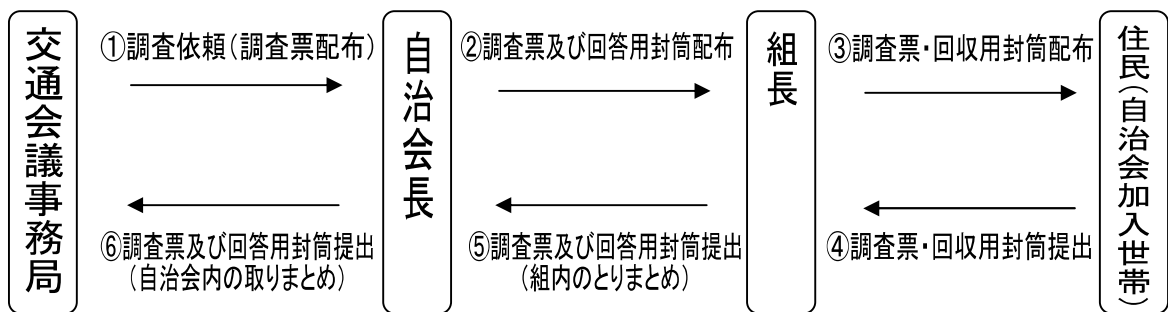 交通会議事務局
①調査依頼(調査票配布)
自治会長
②調査票及び回答用封筒配布
組長
③調査票・回収用封筒配布
住民(自治会加入世帯)
⑥調査票及び回答用封筒提出
(自治会内の取りまとめ)
⑤調査票及び回答用封筒提出
(組内のとりまとめ)
④調査票・回収用封筒提出